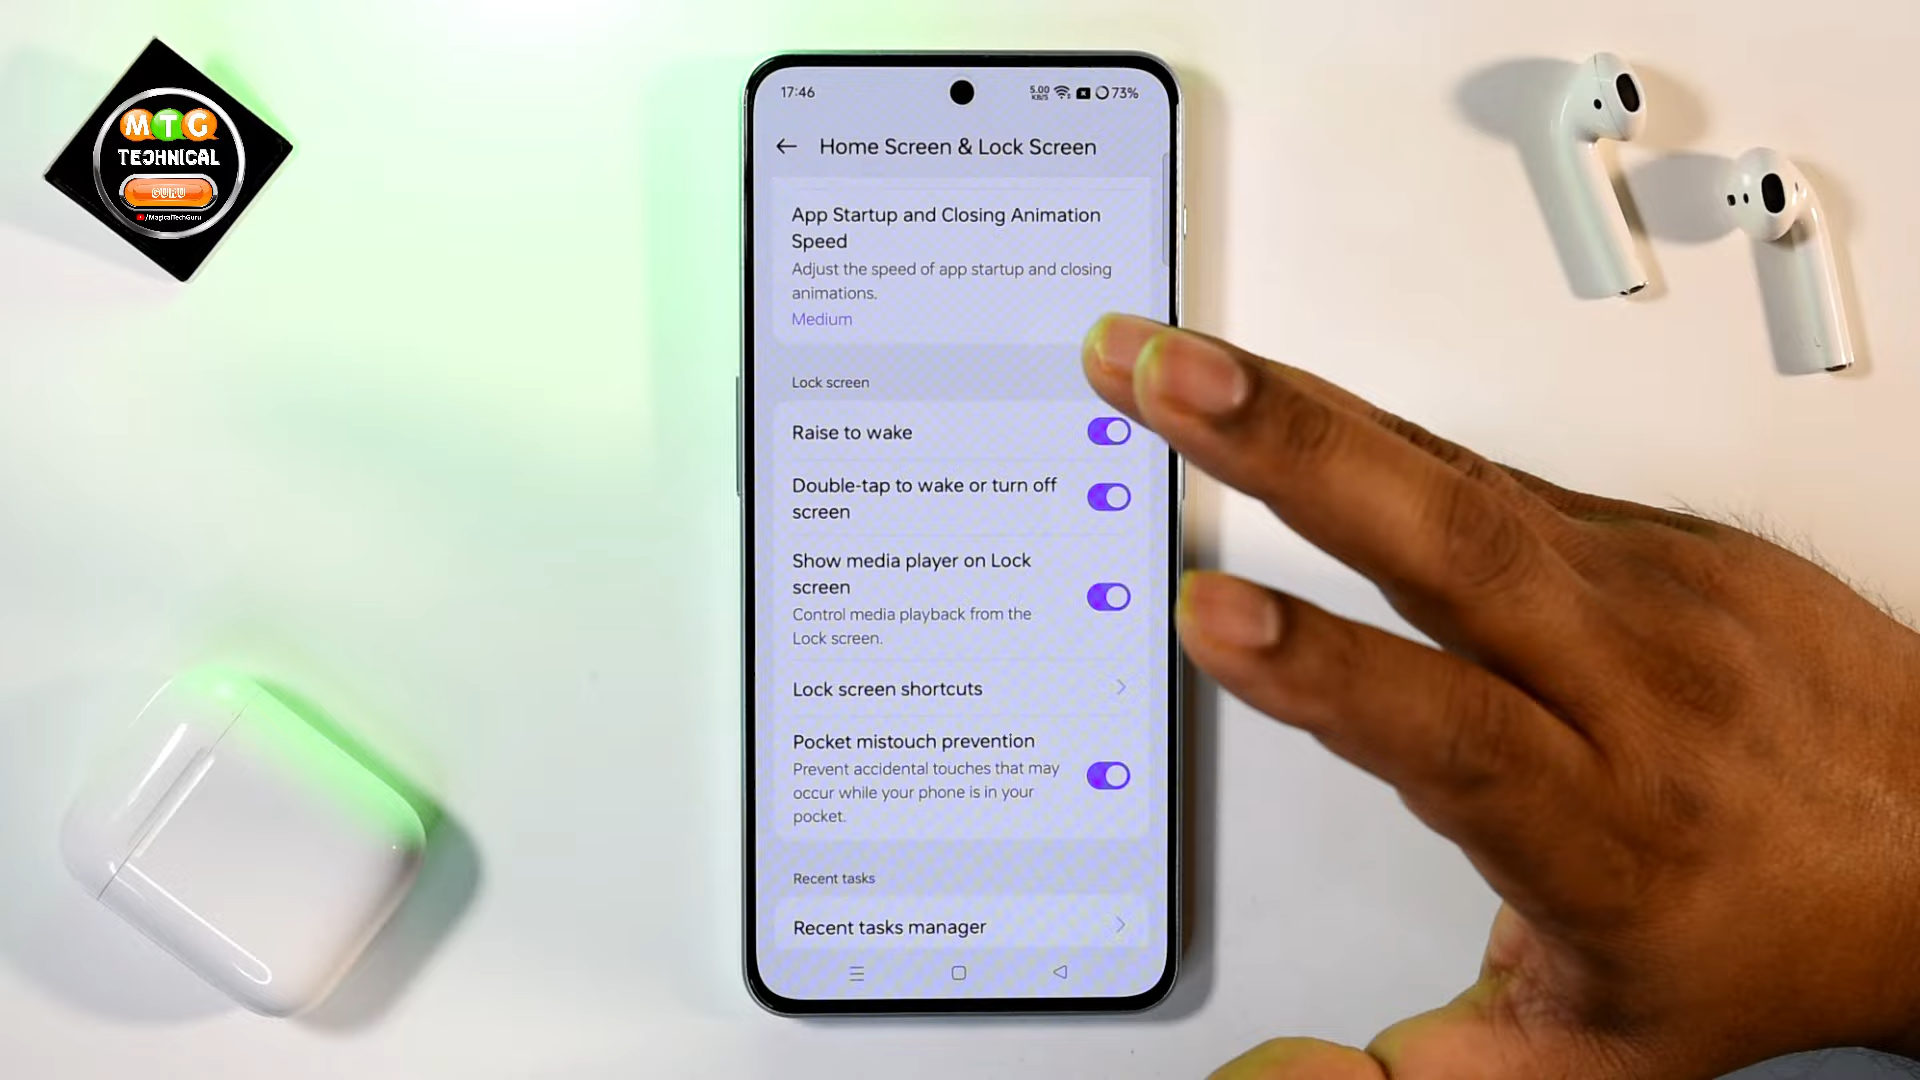 MTG
TECHNICAL
GURU
/MagicalTechGuru
17:46
5.00
KB/S
73%
Home Screen & Lock Screen
App Startup and Closing Animation
Speed
Adjust the speed of app startup and closing
animations.
Medium
Lock screen
Raise to wake
Double-tap to wake or turn off
screen
Show media player on Lock
screen
Control media playback from the
Lock screen.
Lock screen shortcuts
Pocket mistouch prevention
Prevent accidental touches that may
occur while your phone is in your
pocket.
Recent tasks
Recent tasks manager
L